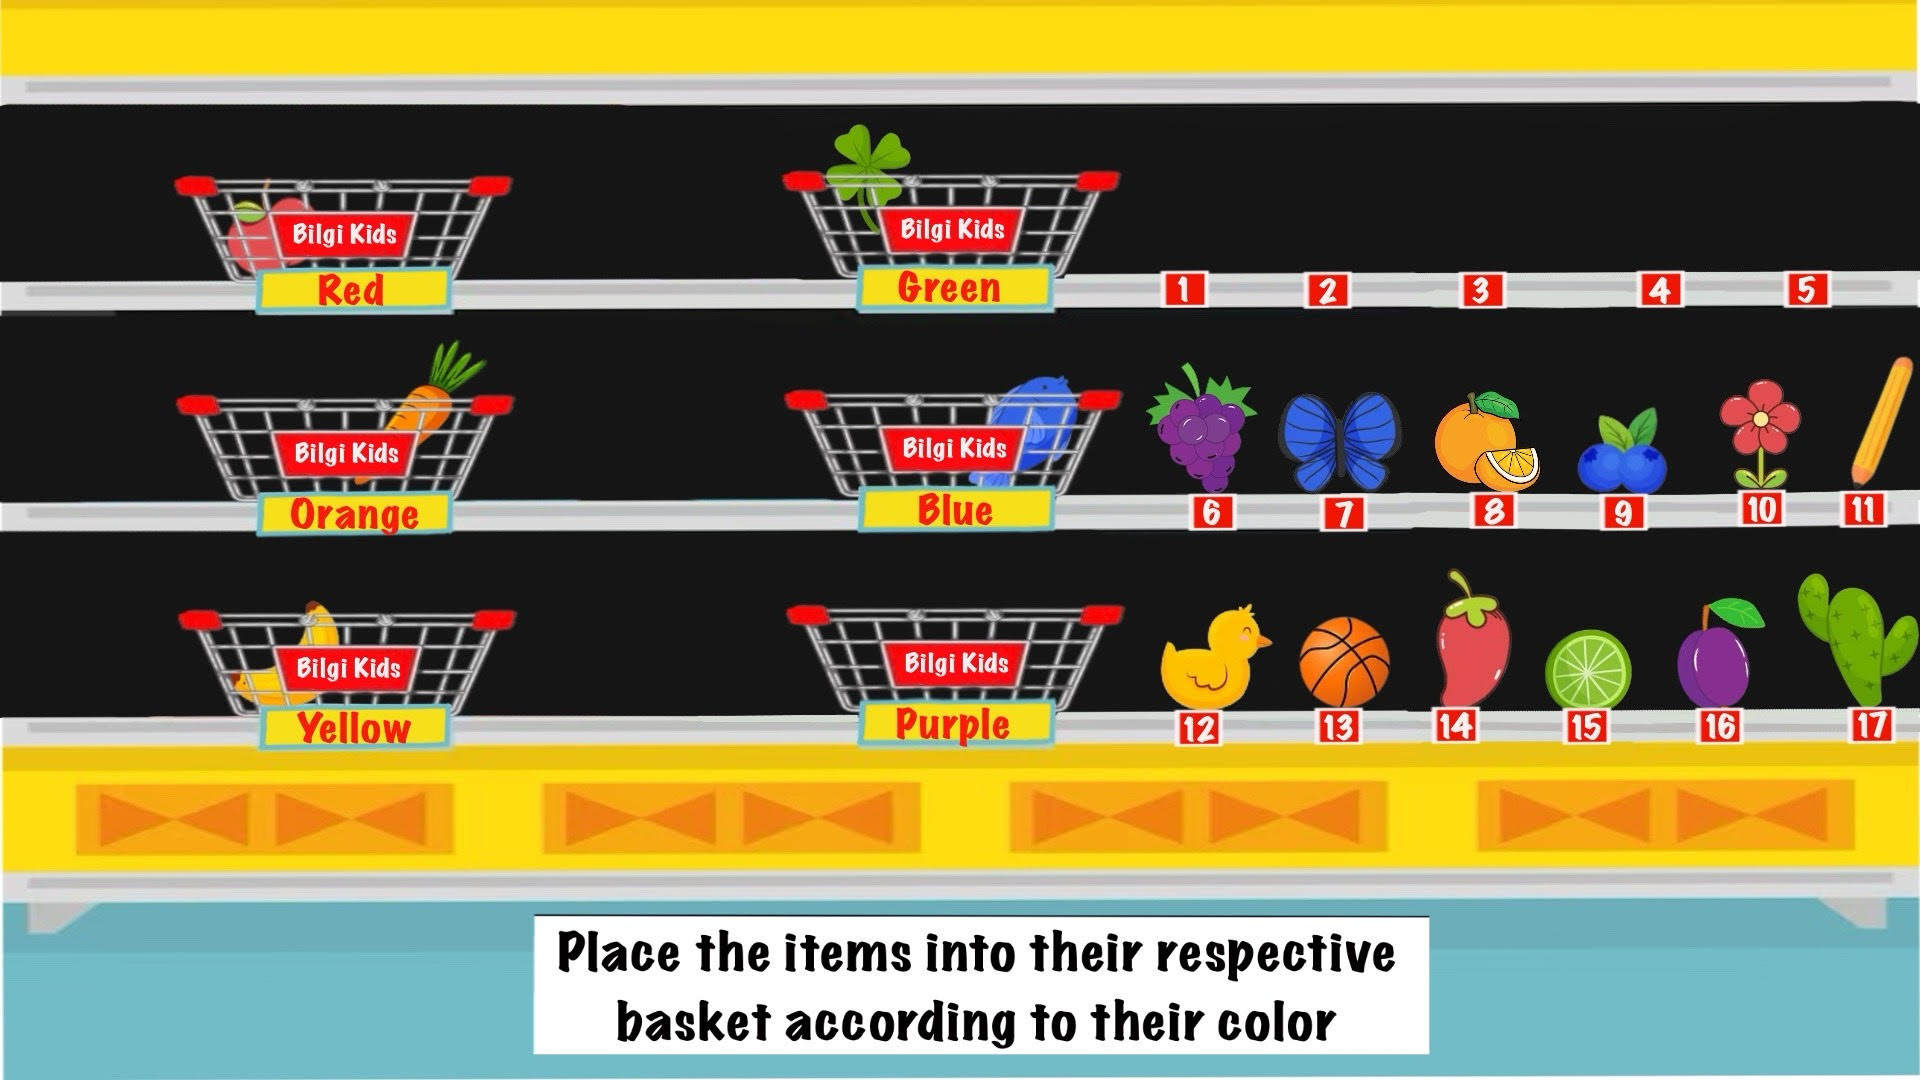 Bilgi Kids
Red
Bilgi Kids
Green
1 2 3 4 5
Bilgi Kids
Orange
Bilgi Kids
Blue
6 7 8 9 10 11
Bilgi Kids
Yellow
Bilgi Kids
Purple
12 13 14 15 16 17
Place the items into their respective
basket according to their color